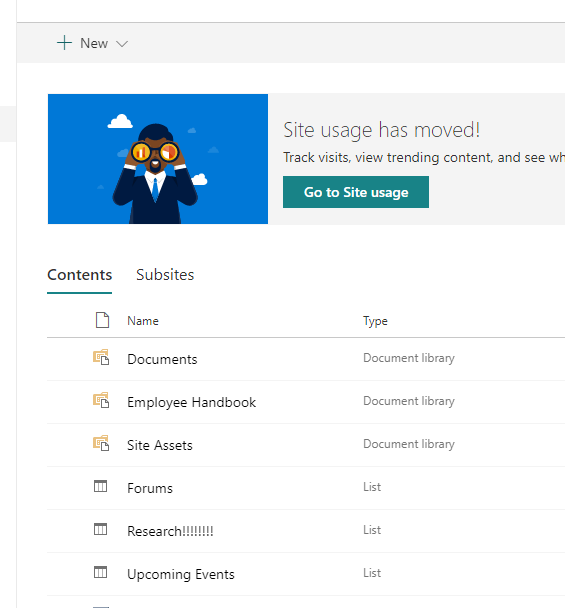 New
Site usage has moved!
Track visits, view trending content, and see
Go to Site usage
Contents Subsites
Name Type
Documents Document library
Employee Handbook Document library
Site Assets Document library
Forums List
Research!!!!!!!! List
Upcoming Events List